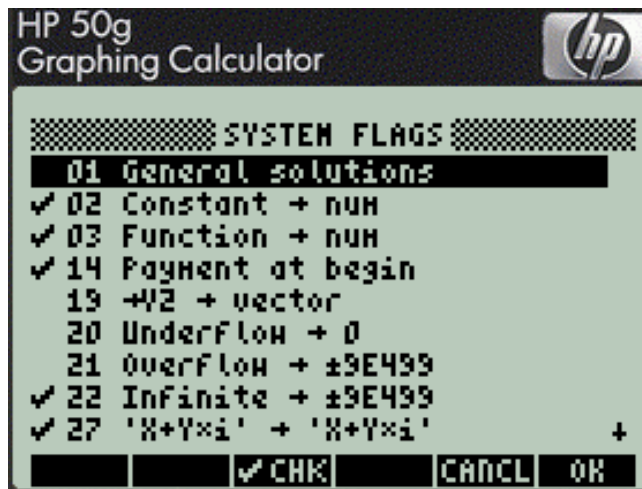 HP 50g
Graphing Calculator
hp
SYSTEM FLAGS
01 General solutions
✓ 02 Constant → num
✓ 03 Function → num
✓ 14 Payment at begin
19 →V2 → vector
20 Underflow → 0
21 Overflow → ±9E499
✓ 22 Infinite → ±9E499
✓ 27 'X+Y×i' → 'X+Y×i' ↓
✓ CHK CANCL OK